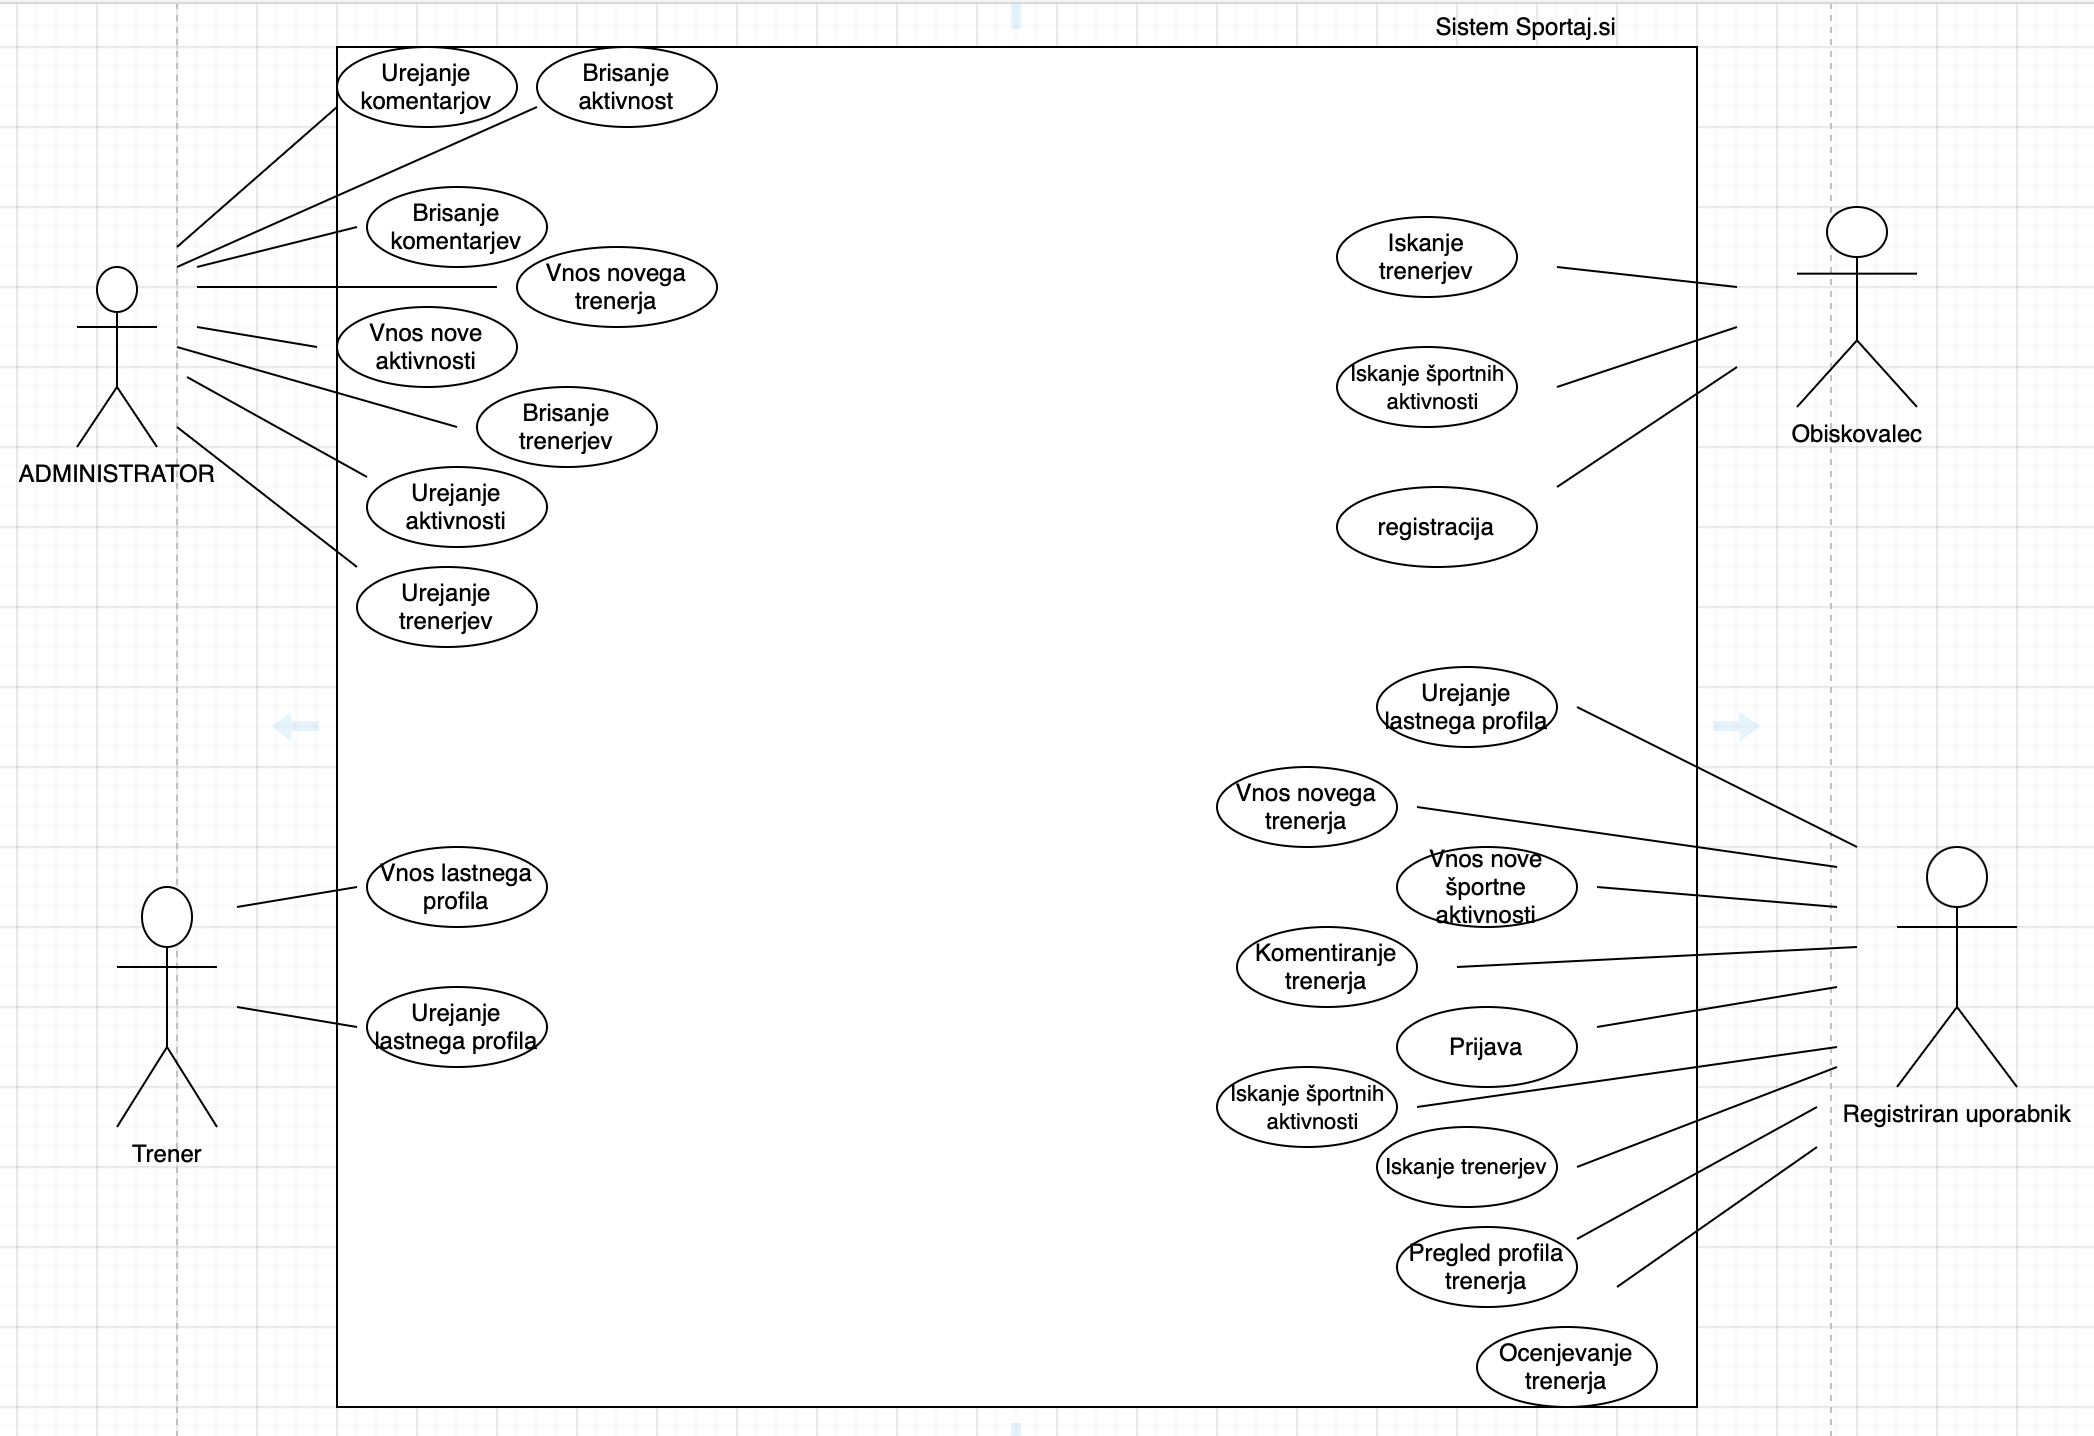 Sistem Sportaj.si
Urejanje
komentarjov
Brisanje
aktivnost
Brisanje
komentarjev
Vnos novega
trenerja
Vnos nove
aktivnosti
Brisanje
trenerjev
Urejanje
aktivnosti
Urejanje
trenerjev
ADMINISTRATOR
Iskanje
trenerjev
Iskanje športnih
aktivnosti
registracija
Obiskovalec
Vnos lastnega
profila
Urejanje
lastnega profila
Trener
Urejanje
lastnega profila
Vnos novega
trenerja
Vnos nove
športne
aktivnosti
Komentiranje
trenerja
Prijava
Iskanje športnih
aktivnosti
Iskanje trenerjev
Pregled profila
trenerja
Ocenjevanje
trenerja
Registriran uporabnik